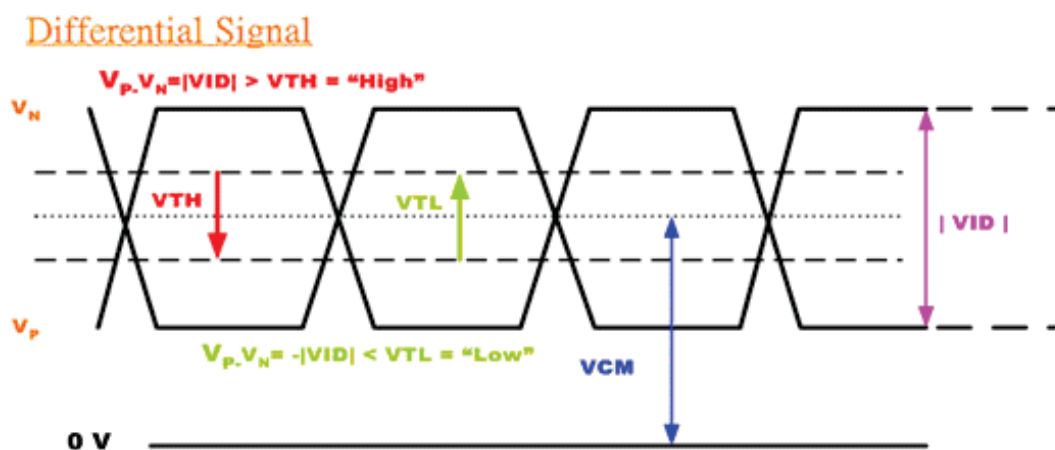 Differential Signal
VP-VN=|VID| > VTH = “High”
VN
VTH
VTL
| VID |
VP
VP-VN= -|VID| < VTL = “Low”
VCM
0 V